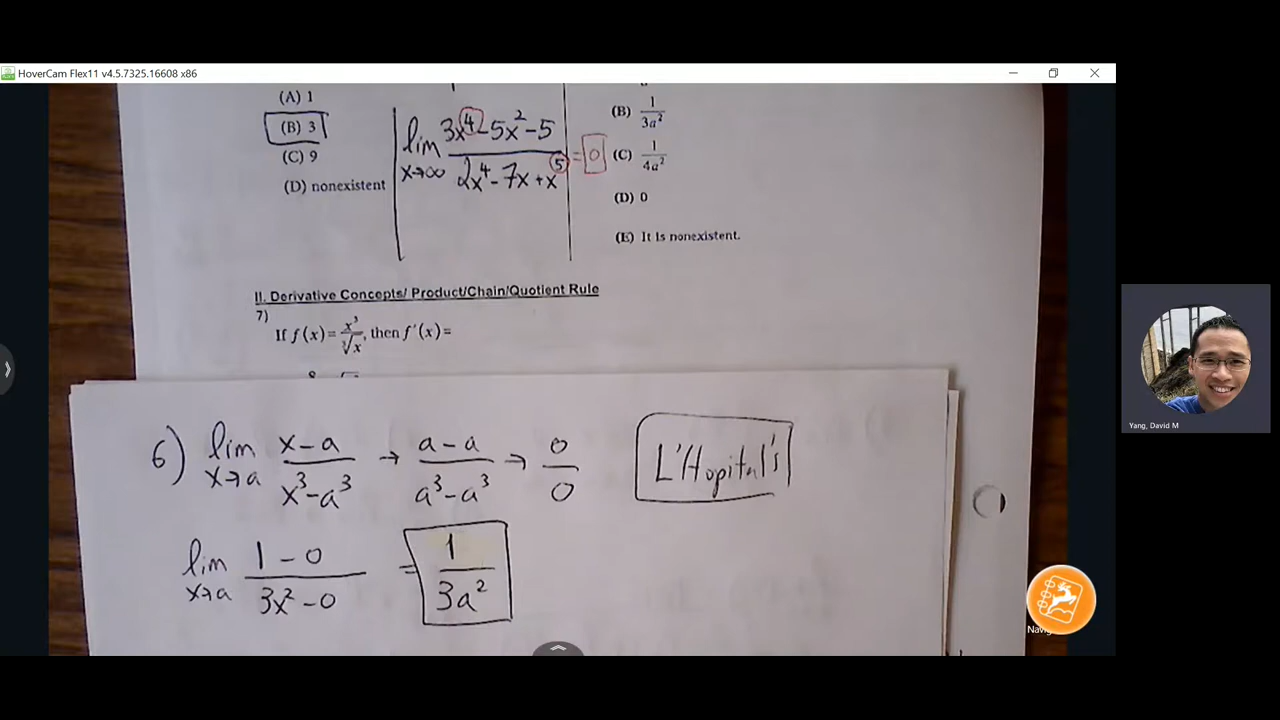 HoverCam Flex11 v4.5.7325.16608 x86
(A) 1
(B) 3
(C) 9
(D) nonexistent
lim x→∞ (3x⁴-5x²-5)/(2x⁴-7x+x⁵) = 0
(B) 1/3a²
(C) 1/4a²
(D) 0
(E) It is nonexistent.
II. Derivative Concepts/ Product/Chain/Quotient Rule
7)
If f(x)= x³/∛x, then f'(x)=
6) lim x→a (x-a)/(x³-a³) → (a-a)/(a³-a³) → 0/0 L'Hopital's
lim x→a (1-0)/(3x²-0) = 1/3a²
Yang, David M